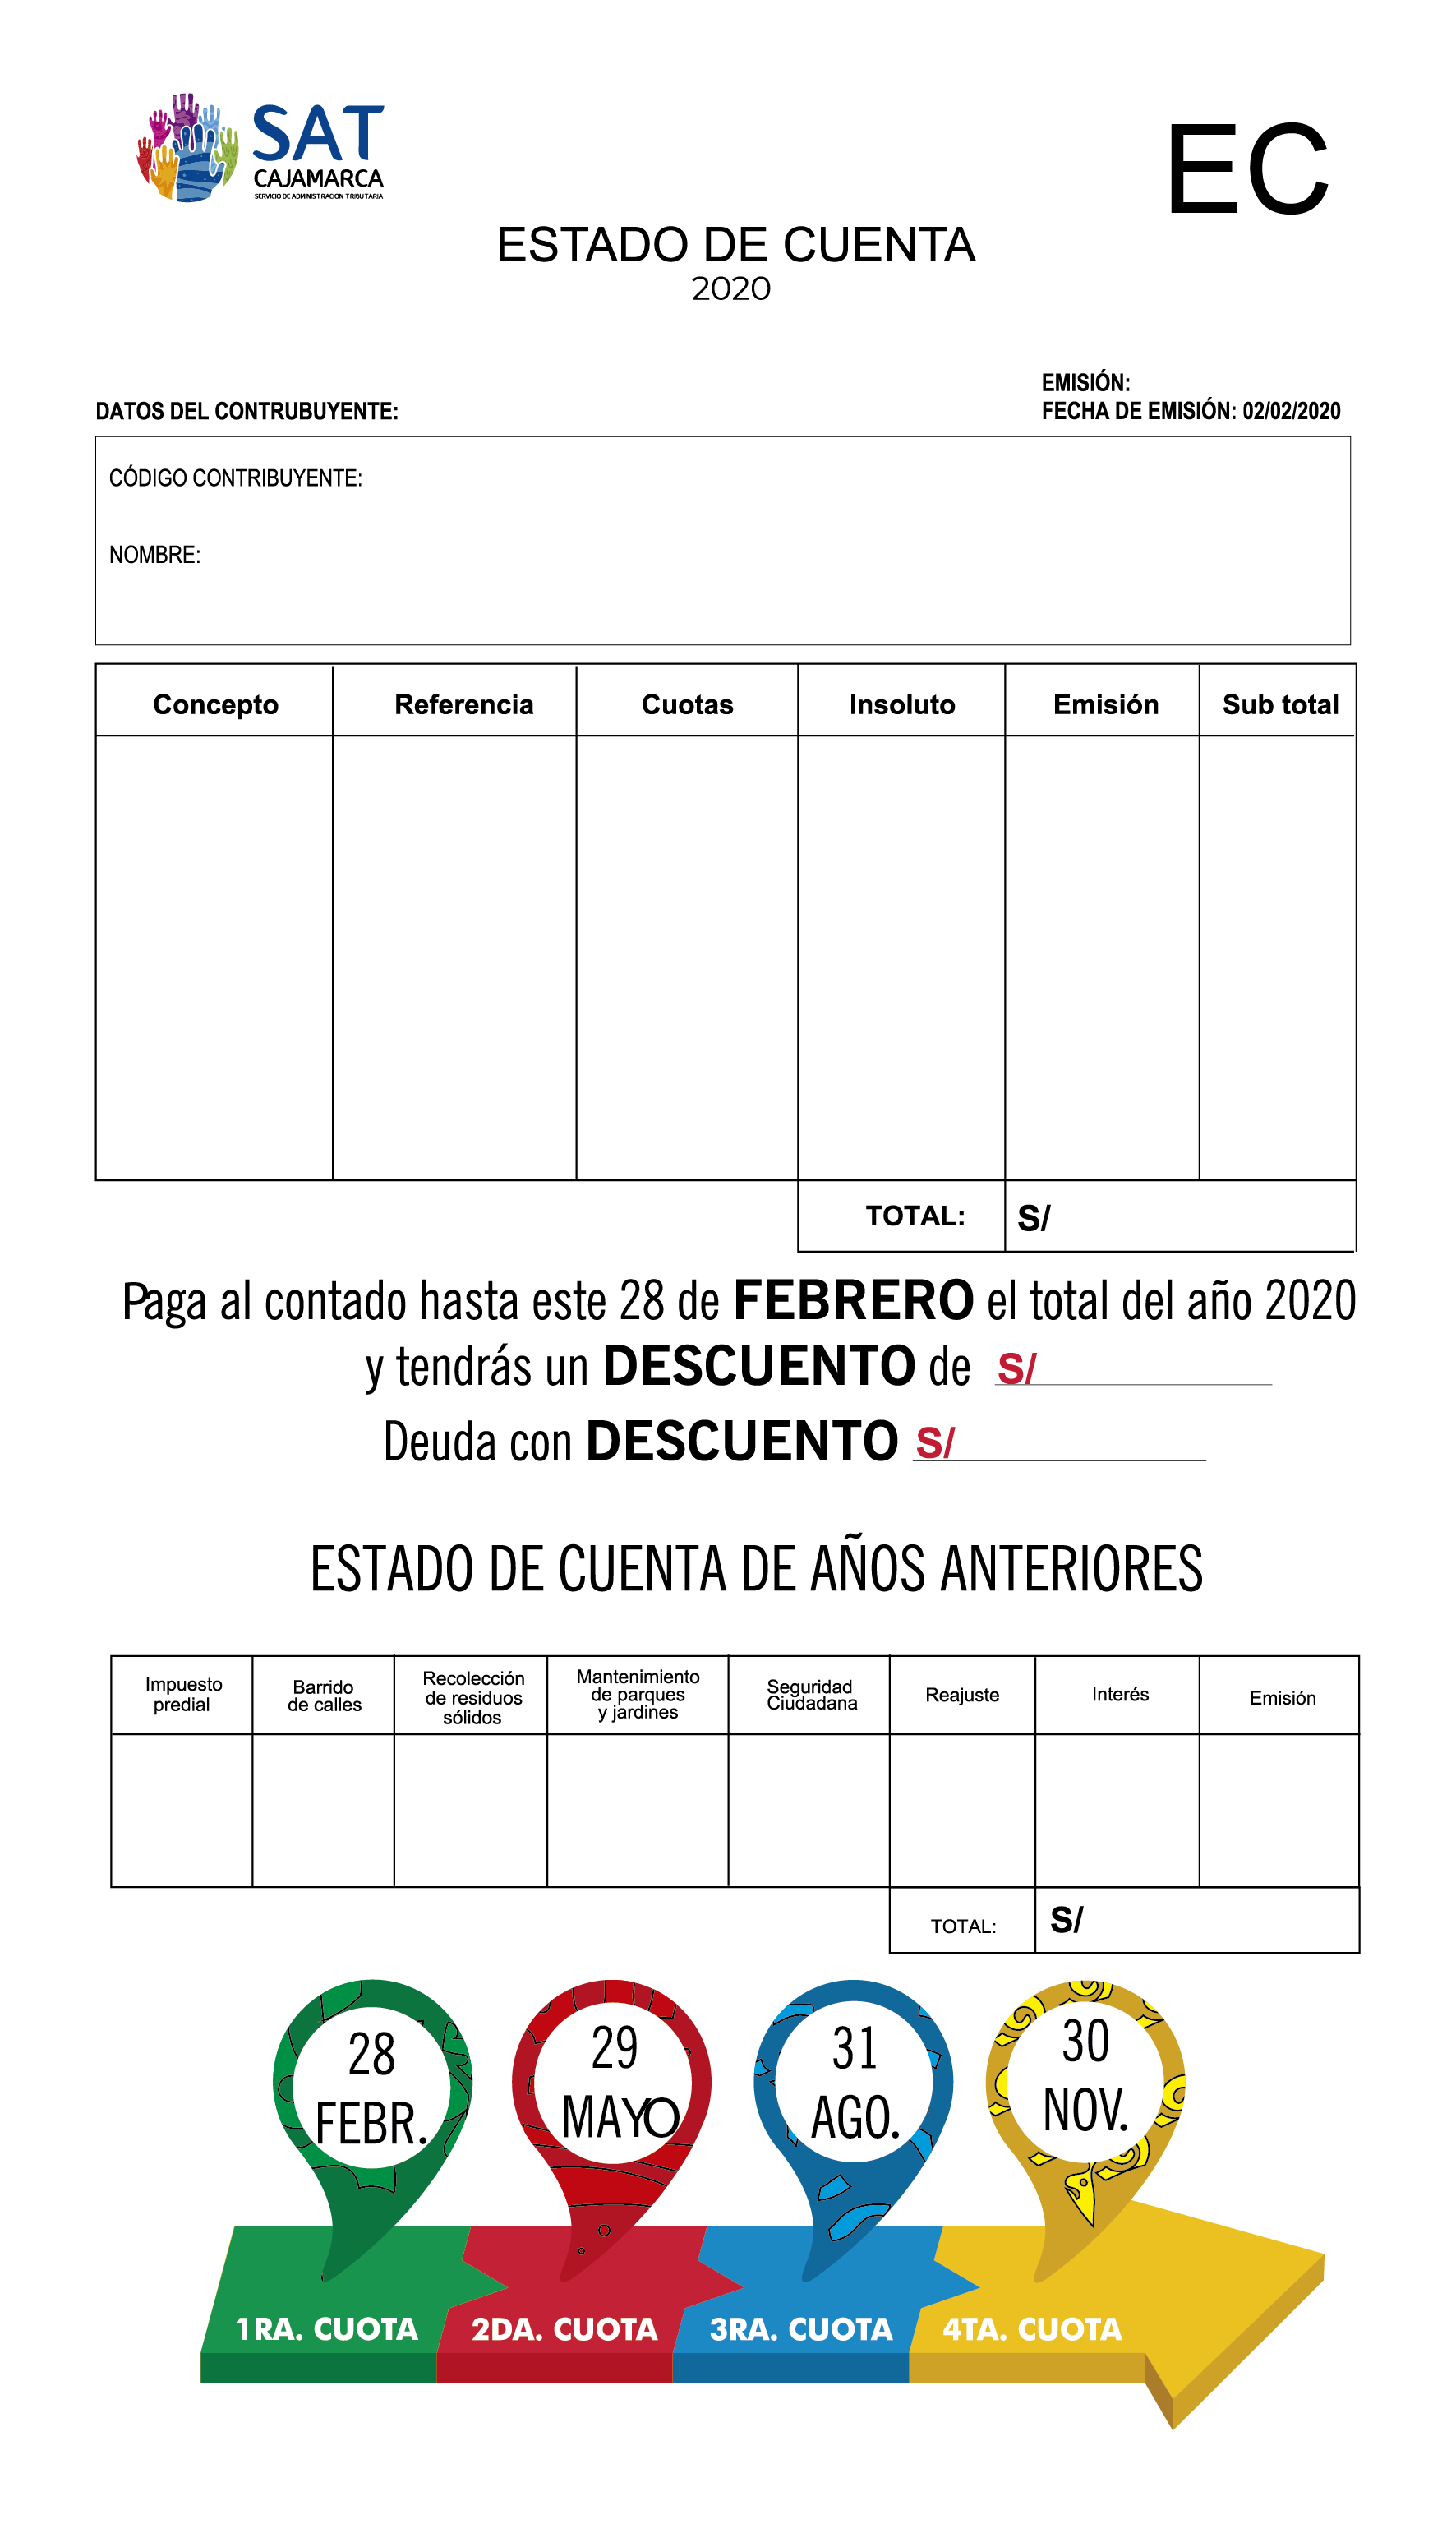 SAT
CAJAMARCA
SERVICIO DE ADMINISTRACION TRIBUTARIA
EC
ESTADO DE CUENTA
2020
EMISIÓN:
DATOS DEL CONTRUBUYENTE:
FECHA DE EMISIÓN: 02/02/2020
CÓDIGO CONTRIBUYENTE:
NOMBRE:
Concepto Referencia Cuotas Insoluto Emisión Sub total
TOTAL: S/
Paga al contado hasta este 28 de FEBRERO el total del año 2020
y tendrás un DESCUENTO de S/
Deuda con DESCUENTO S/
ESTADO DE CUENTA DE AÑOS ANTERIORES
Impuesto
predial
Barrido
de calles
Recolección
de residuos
sólidos
Mantenimiento
de parques
y jardines
Seguridad
Ciudadana
Reajuste
Interés
Emisión
TOTAL: S/
28
FEBR.
29
MAYO
31
AGO.
30
NOV.
1RA. CUOTA
2DA. CUOTA
3RA. CUOTA
4TA. CUOTA